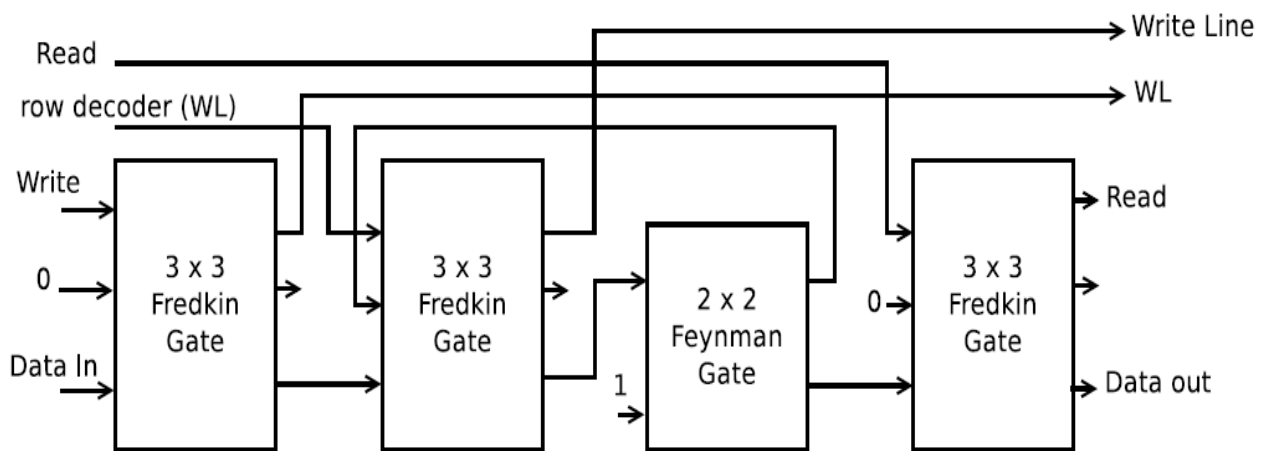 Write Line
Read
WL
row decoder (WL)
Write
0
Data In
3 x 3
Fredkin
Gate
3 x 3
Fredkin
Gate
1
2 x 2
Feynman
Gate
0
3 x 3
Fredkin
Gate
Read
Data out